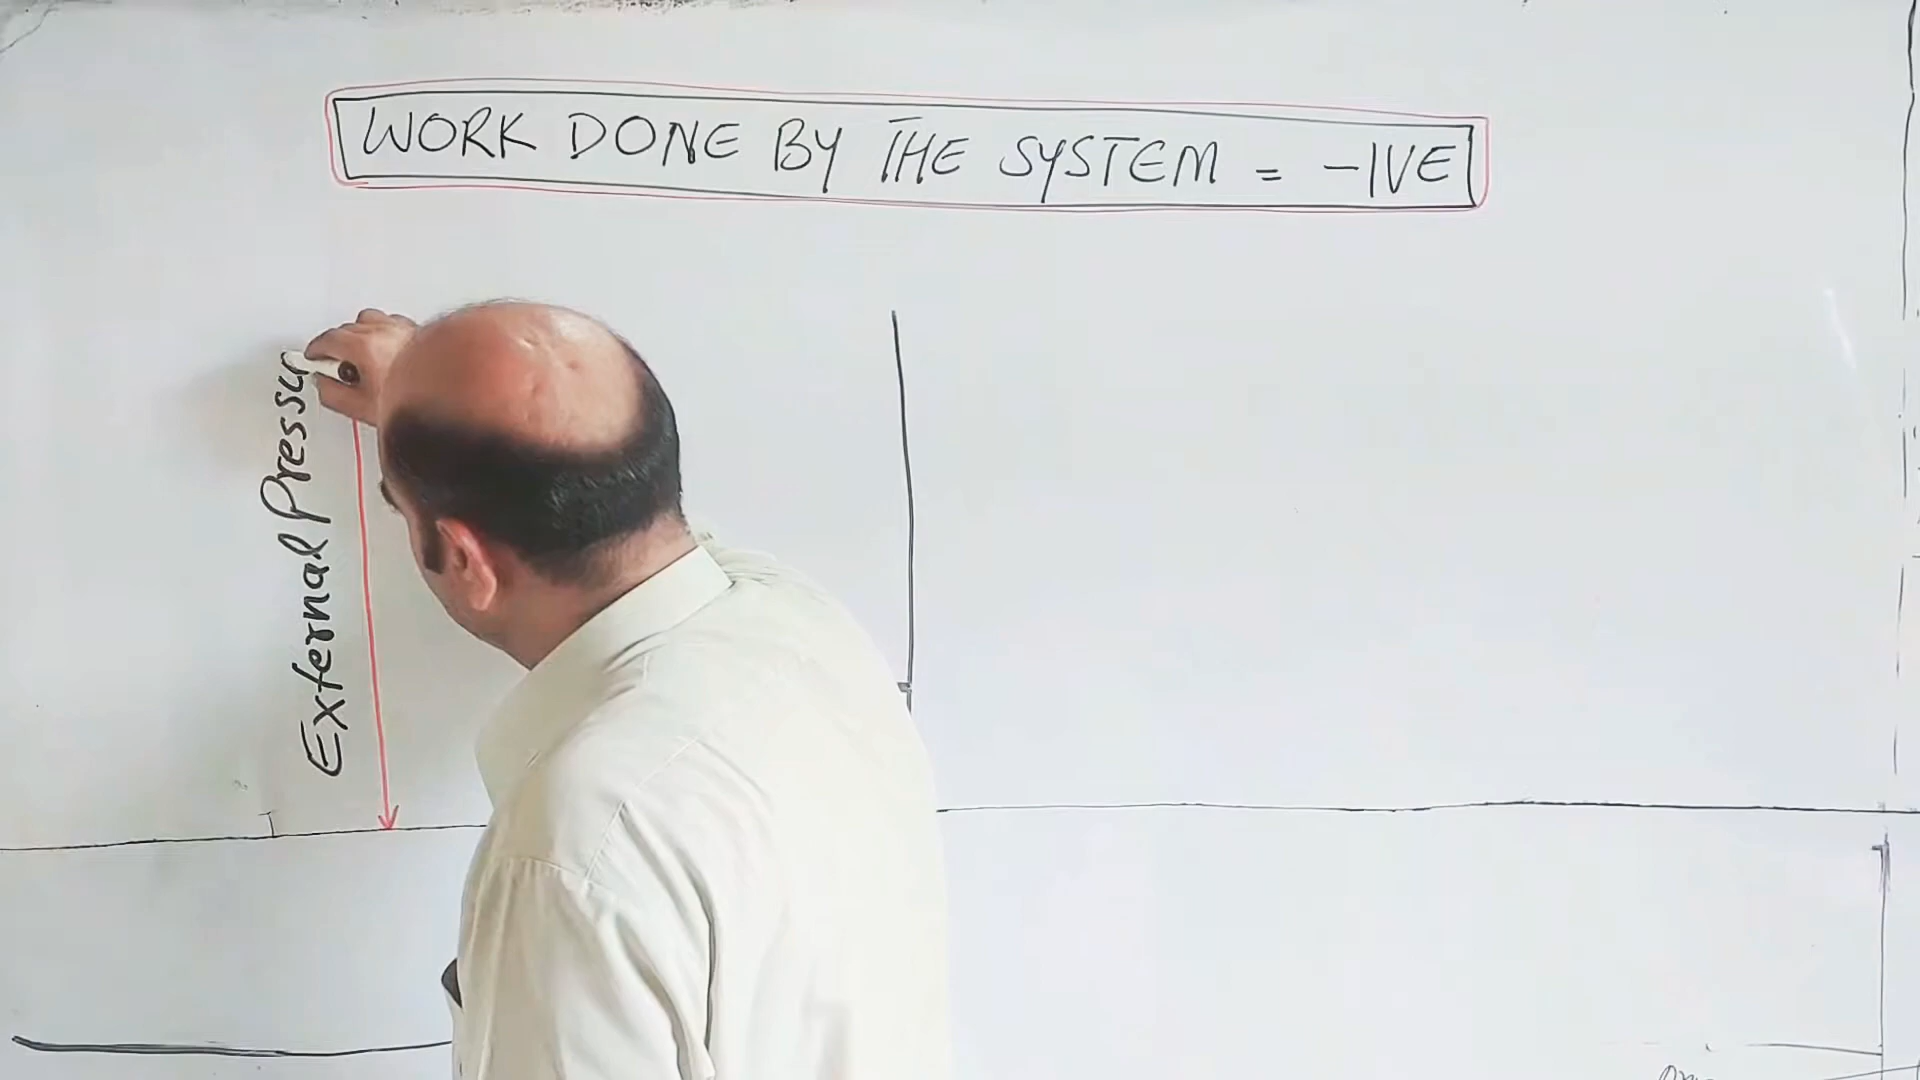 WORK DONE BY THE SYSTEM = -IVE
External Pressu